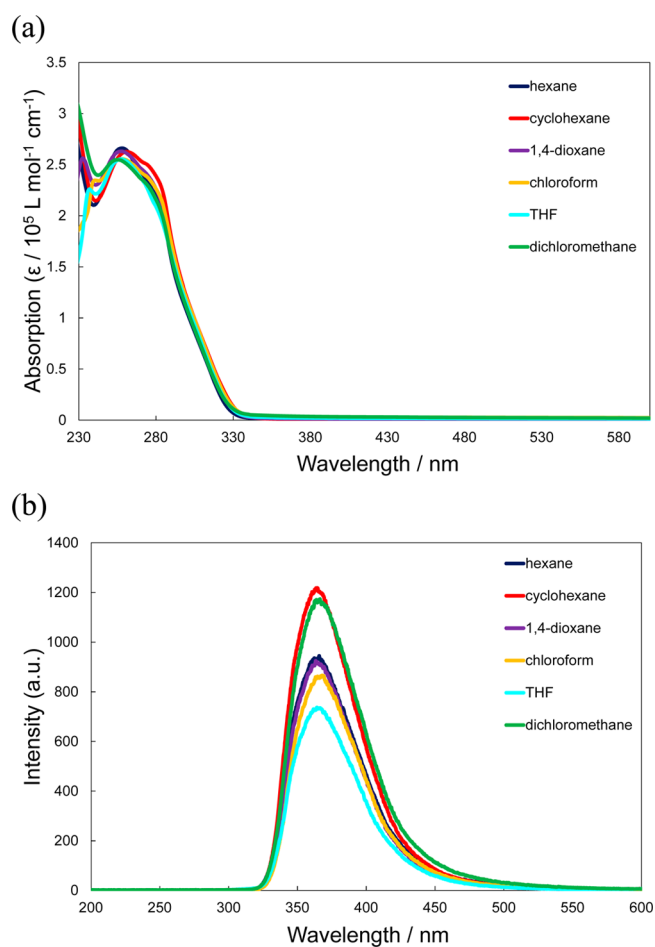 (a)
3.5
3
2.5
2
1.5
1
0.5
0
Absorption (ε / 10⁵ L mol⁻¹ cm⁻¹)
hexane
cyclohexane
1,4-dioxane
chloroform
THF
dichloromethane
230 280 330 380 430 480 530 580
Wavelength / nm
(b)
1400
1200
1000
800
600
400
200
0
Intensity (a.u.)
hexane
cyclohexane
1,4-dioxane
chloroform
THF
dichloromethane
200 250 300 350 400 450 500 550 600
Wavelength / nm